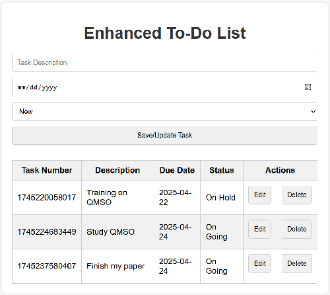 Enhanced To-Do List
Task Description
mm/dd/yyyy
New
Save/Update Task
Task Number Description Due Date Status Actions
1745220058017 Training on QMSO 2025-04-22 On Hold Edit Delete
1745224683449 Study QMSO 2025-04-24 On Going Edit Delete
1745237580407 Finish my paper 2025-04-24 On Going Edit Delete